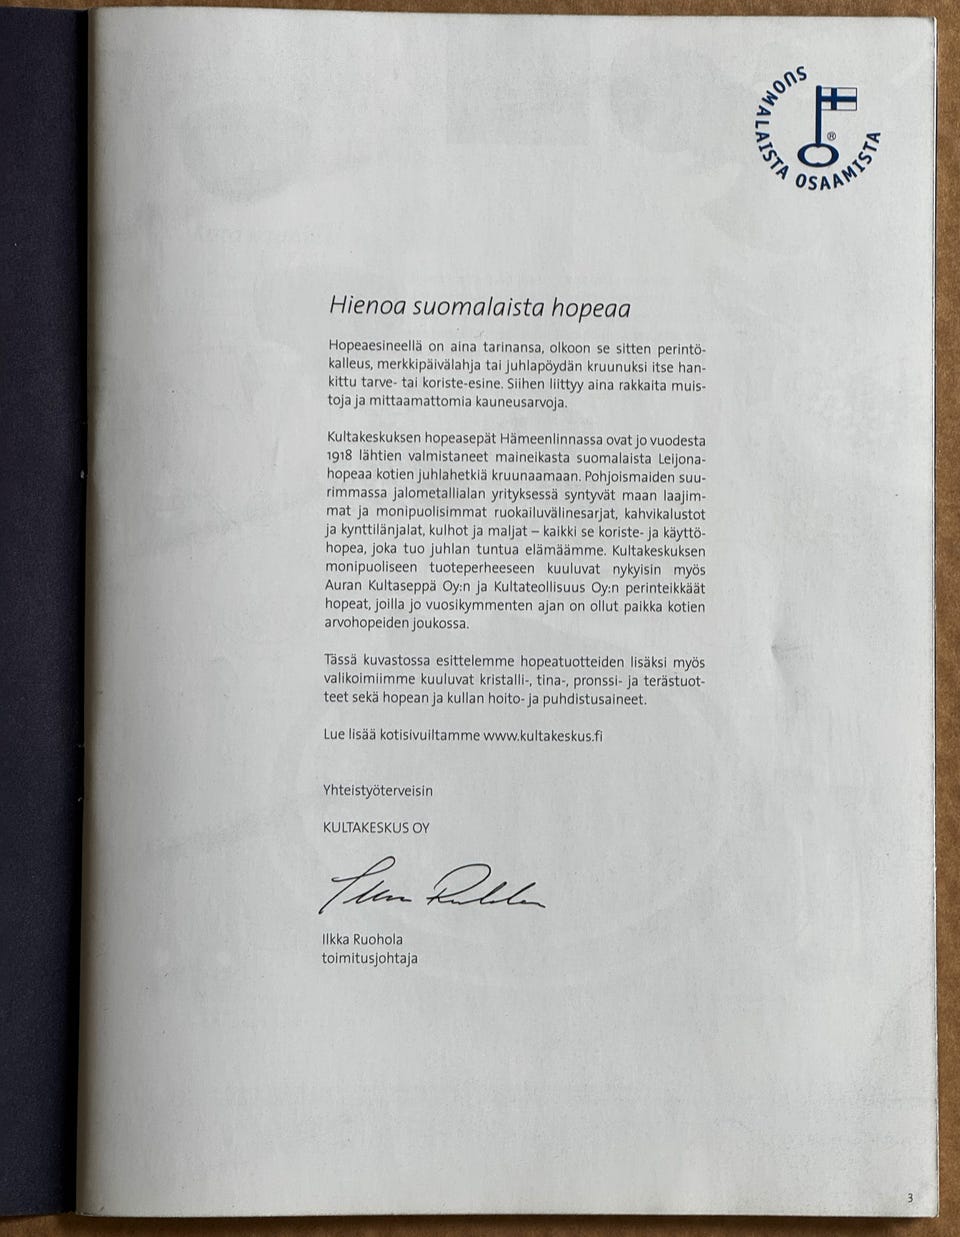 SUOMALAISTA OSAAMISTA
®
Hienoa suomalaista hopeaa
Hopeaesineellä on aina tarinansa, olkoon se sitten perintö-
kalleus, merkkipäivälahja tai juhlapöydän kruunuksi itse han-
kittu tarve- tai koriste-esine. Siihen liittyy aina rakkaita muis-
toja ja mittaamattomia kauneusarvoja.
Kultakeskuksen hopeasepät Hämeenlinnassa ovat jo vuodesta
1918 lähtien valmistaneet maineikasta suomalaista Leijona-
hopeaa kotien juhlahetkiä kruunaamaan. Pohjoismaiden suu-
rimmassa jalometallialan yrityksessä syntyvät maan laajim-
mat ja monipuolisimmat ruokailuvälinesarjat, kahvikalustot
ja kynttilänjalat, kulhot ja maljat – kaikki se koriste- ja käyttö-
hopea, joka tuo juhlan tuntua elämäämme. Kultakeskuksen
monipuoliseen tuoteperheeseen kuuluvat nykyisin myös
Auran Kultaseppä Oy:n ja Kultateollisuus Oy:n perinteikkäät
hopeat, joilla jo vuosikymmenten ajan on ollut paikka kotien
arvohopeiden joukossa.
Tässä kuvastossa esittelemme hopeatuotteiden lisäksi myös
valikoimiimme kuuluvat kristalli-, tina-, pronssi- ja terästuot-
teet sekä hopean ja kullan hoito- ja puhdistusaineet.
Lue lisää kotisivuiltamme www.kultakeskus.fi
Yhteistyöterveisin
KULTAKESKUS OY
Ilkka Ruohola
toimitusjohtaja
3